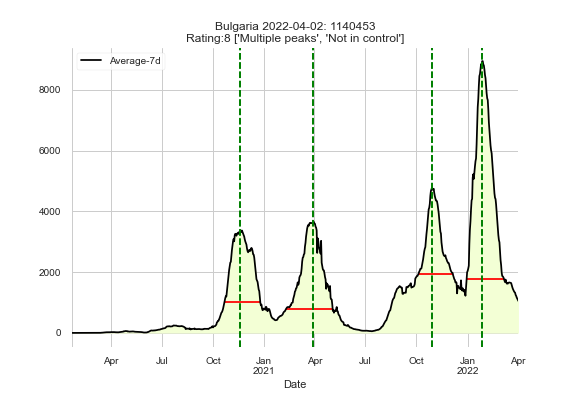 Bulgaria 2022-04-02: 1140453
Rating:8 ['Multiple peaks', 'Not in control']
Average-7d
8000
6000
4000
2000
0
Apr Jul Oct Jan Apr Jul Oct Jan Apr
2021 2022
Date